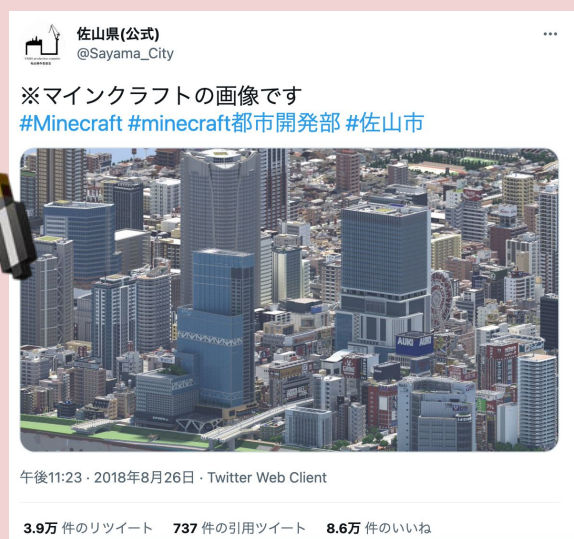 佐山県(公式)
@Sayama_City
※マインクラフトの画像です
#Minecraft #minecraft都市開発部 #佐山市
AUKI
午後11:23 · 2018年8月26日 · Twitter Web Client
3.9万 件のリツイート 737 件の引用ツイート 8.6万 件のいいね